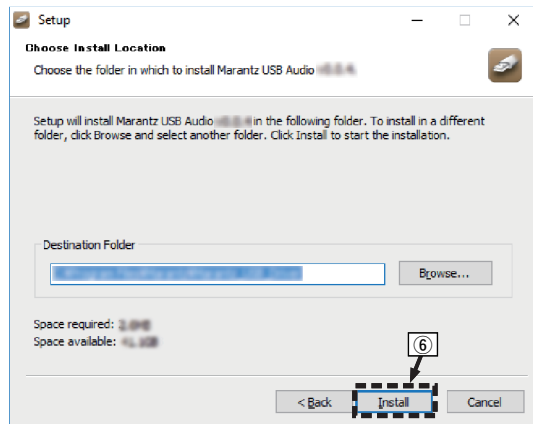 Setup
Choose Install Location
Choose the folder in which to install Marantz USB Audio
Setup will install Marantz USB Audio in the following folder. To install in a different
folder, click Browse and select another folder. Click Install to start the installation.
Destination Folder
Browse...
Space required:
Space available:
⑥
< Back
Install
Cancel